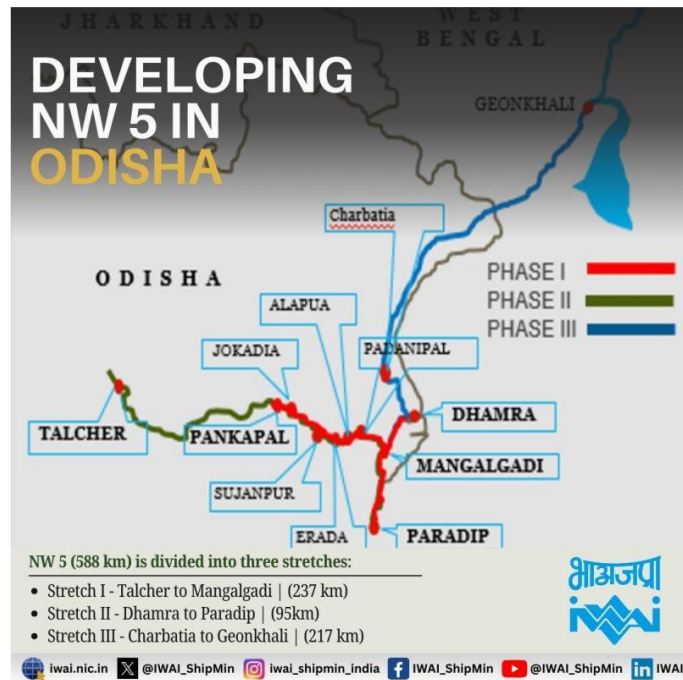 JHARKHAND
WEST
BENGAL
DEVELOPING
NW 5 IN
ODISHA
GEONKHALI
Charbatia
ODISHA
PHASE I
PHASE II
PHASE III
ALAPUA
JOKADIA
PADANIPAL
TALCHER
PANKAPAL
DHAMRA
MANGALGADI
SUJANPUR
ERADA
PARADIP
NW 5 (588 km) is divided into three stretches:
• Stretch I - Talcher to Mangalgadi | (237 km)
• Stretch II - Dhamra to Paradip | (95km)
• Stretch III - Charbatia to Geonkhali | (217 km)
भाअजप्रा
IWAI
iwai.nic.in @IWAI_ShipMin iwai_shipmin_india IWAI_ShipMin @IWAI_ShipMin IWAI